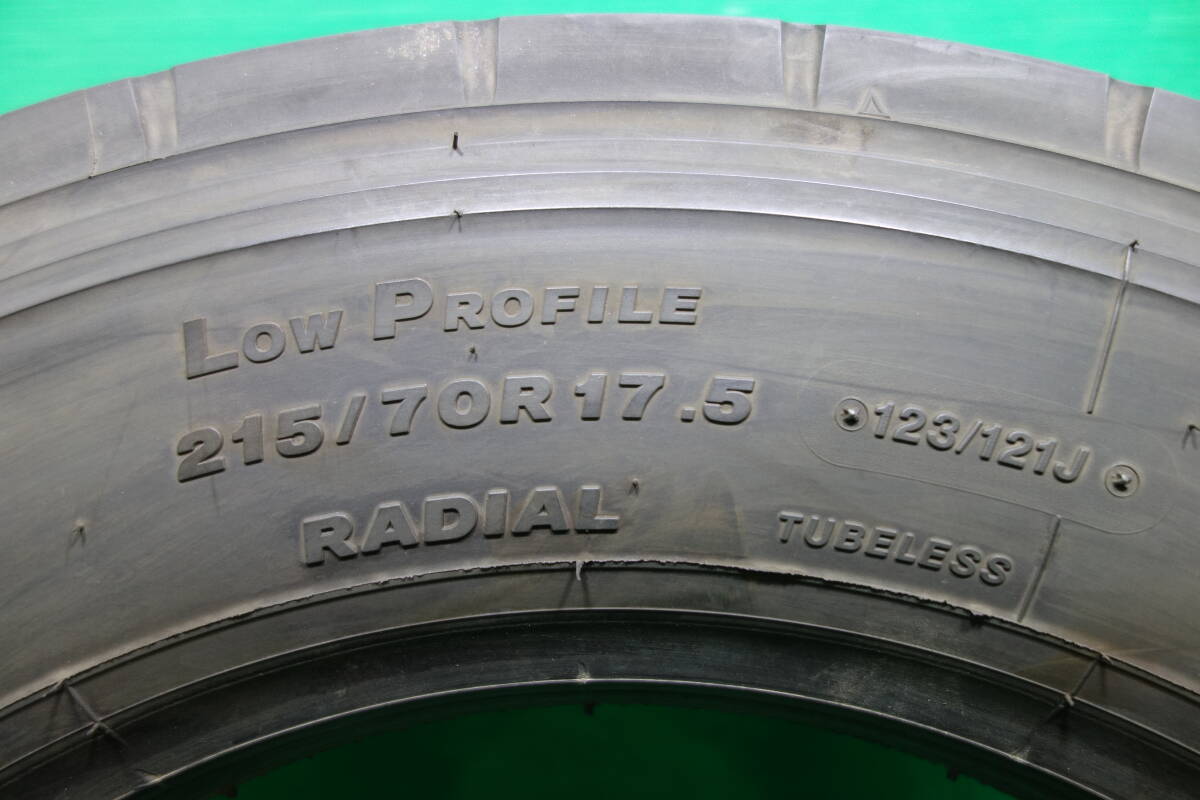 LOW PROFILE
215/70R17.5
123/121J
RADIAL
TUBELESS